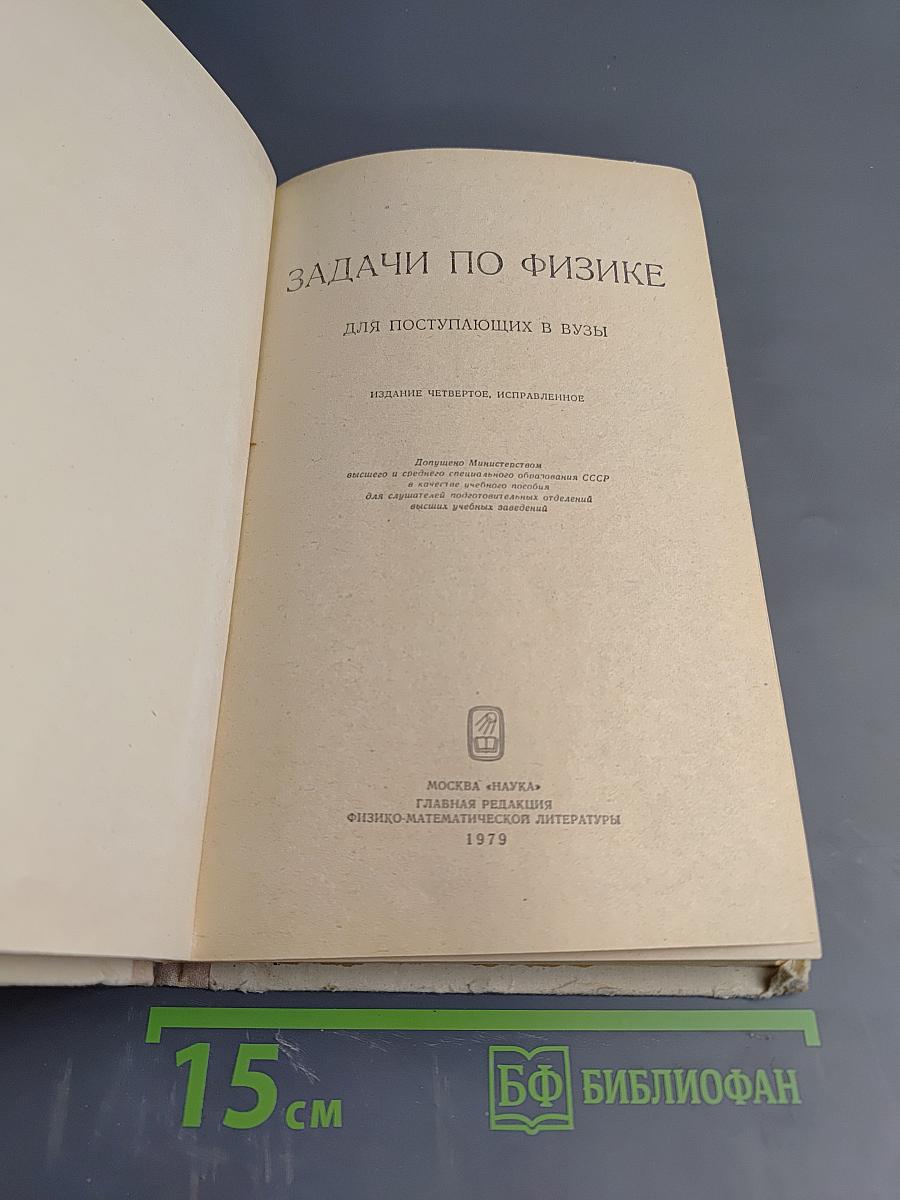 ЗАДАЧИ ПО ФИЗИКЕ
ДЛЯ ПОСТУПАЮЩИХ В ВУЗЫ
ИЗДАНИЕ ЧЕТВЕРТОЕ, ИСПРАВЛЕННОЕ
Допущено Министерством
высшего и среднего специального образования СССР
в качестве учебного пособия
для слушателей подготовительных отделений
высших учебных заведений
МОСКВА «НАУКА»
ГЛАВНАЯ РЕДАКЦИЯ
ФИЗИКО-МАТЕМАТИЧЕСКОЙ ЛИТЕРАТУРЫ
1979
15 см
БФ БИБЛИОФАН